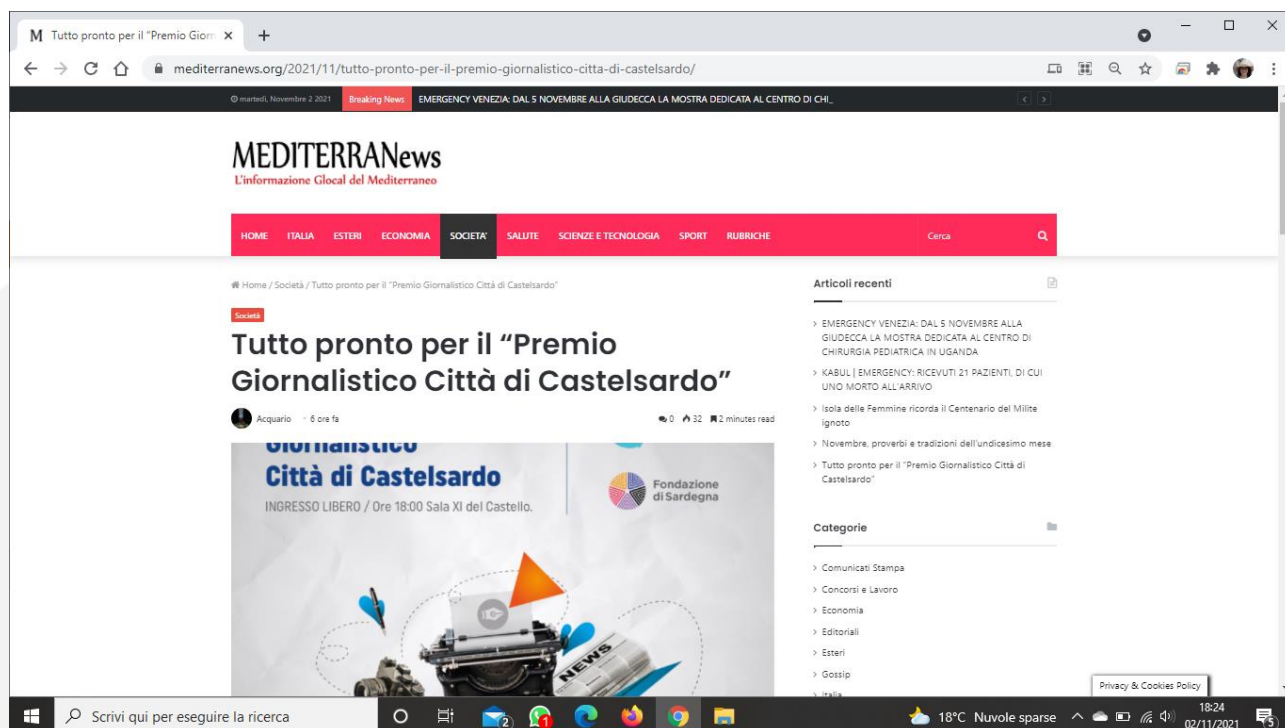 M Tutto pronto per il "Premio Giorn
mediterranews.org/2021/11/tutto-pronto-per-il-premio-giornalistico-citta-di-castelsardo/
martedì, Novembre 2 2021 Breaking News EMERGENCY VENEZIA: DAL 5 NOVEMBRE ALLA GIUDECCA LA MOSTRA DEDICATA AL CENTRO DI CHI_
MEDITERRANews
L'informazione Glocal del Mediterraneo
HOME ITALIA ESTERI ECONOMIA SOCIETA' SALUTE SCIENZE E TECNOLOGIA SPORT RUBRICHE Cerca
Home / Società / Tutto pronto per il "Premio Giornalistico Città di Castelsardo"
Società
Tutto pronto per il “Premio
Giornalistico Città di Castelsardo”
Acquario · 6 ore fa 0 32 2 minutes read
Giornalistico
Città di Castelsardo
INGRESSO LIBERO / Ore 18:00 Sala XI del Castello.
Fondazione
di Sardegna
NEWS
Articoli recenti
> EMERGENCY VENEZIA: DAL 5 NOVEMBRE ALLA
GIUDECCA LA MOSTRA DEDICATA AL CENTRO DI
CHIRURGIA PEDIATRICA IN UGANDA
> KABUL | EMERGENCY: RICEVUTI 21 PAZIENTI, DI CUI
UNO MORTO ALL'ARRIVO
> Isola delle Femmine ricorda il Centenario del Milite
ignoto
> Novembre, proverbi e tradizioni dell'undicesimo mese
> Tutto pronto per il "Premio Giornalistico Città di
Castelsardo"
Categorie
> Comunicati Stampa
> Concorsi e Lavoro
> Economia
> Editoriali
> Esteri
> Gossip
> Italia
Privacy & Cookies Policy
Scrivi qui per eseguire la ricerca
2
18°C Nuvole sparse
18:24
02/11/2021